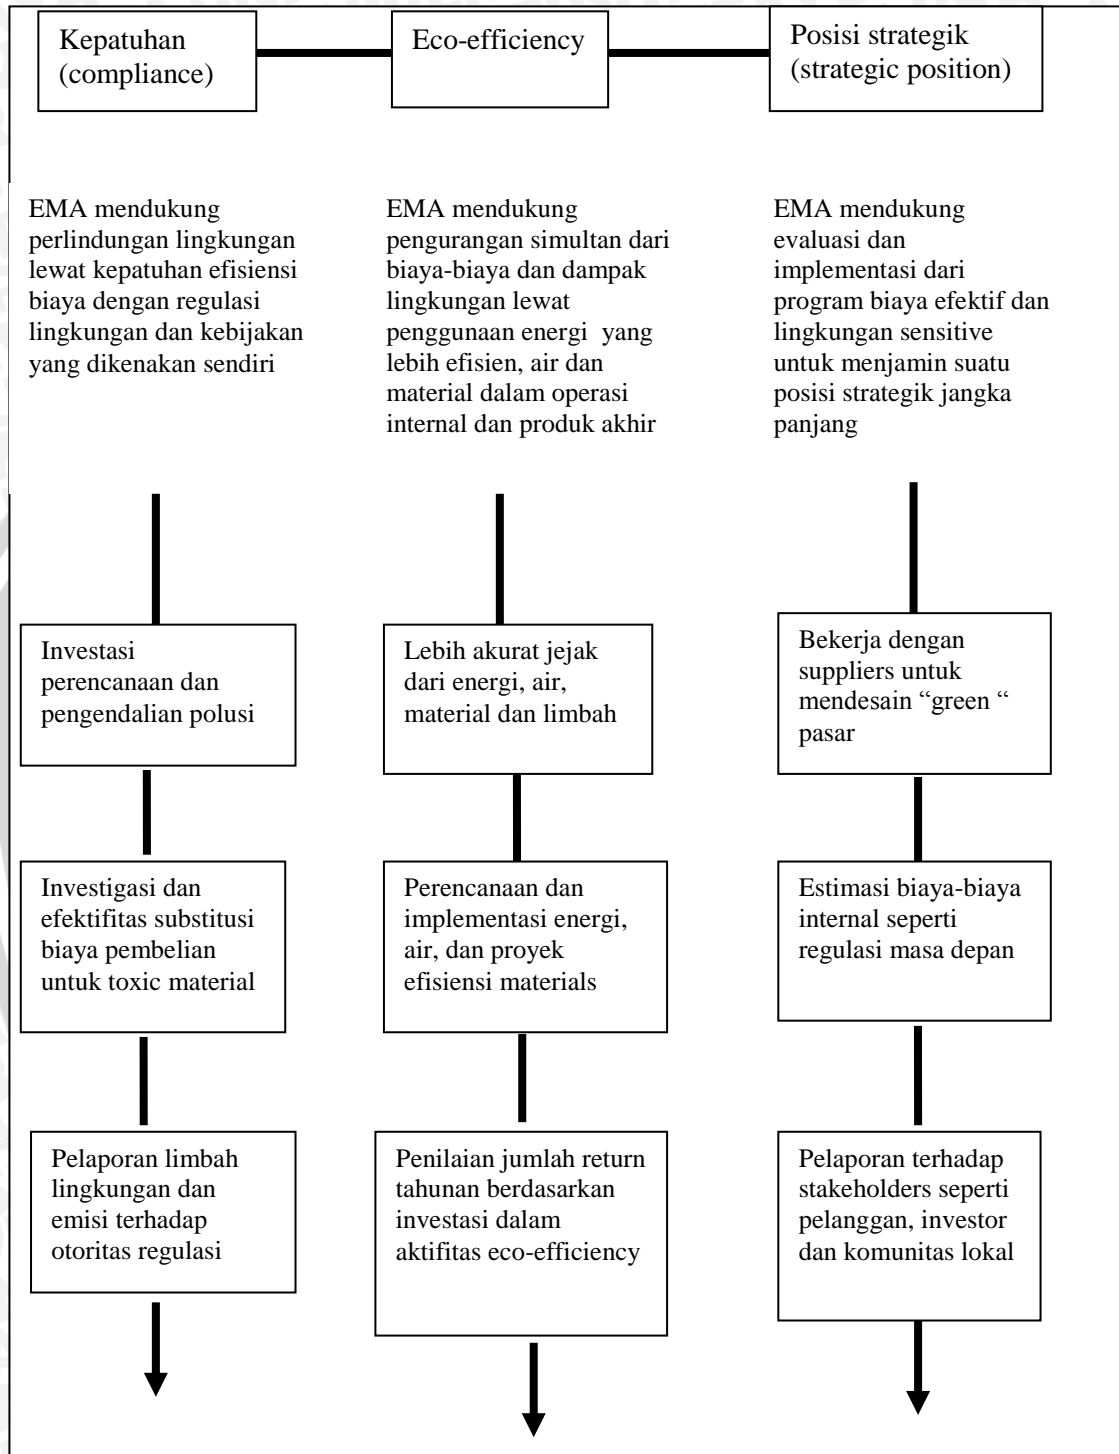 Kepatuhan
(compliance)
Eco-efficiency
Posisi strategik
(strategic position)
EMA mendukung
perlindungan lingkungan
lewat kepatuhan efisiensi
biaya dengan regulasi
lingkungan dan kebijakan
yang dikenakan sendiri
EMA mendukung
pengurangan simultan dari
biaya-biaya dan dampak
lingkungan lewat
penggunaan energi  yang
lebih efisien, air dan
material dalam operasi
internal dan produk akhir
EMA mendukung
evaluasi dan
implementasi dari
program biaya efektif dan
lingkungan sensitive
untuk menjamin suatu
posisi strategik jangka
panjang
Investasi
perencanaan dan
pengendalian polusi
Lebih akurat jejak
dari energi, air,
material dan limbah
Bekerja dengan
suppliers untuk
mendesain “green “
pasar
Investigasi dan
efektifitas substitusi
biaya pembelian
untuk toxic material
Perencanaan dan
implementasi energi,
air, dan proyek
efisiensi materials
Estimasi biaya-biaya
internal seperti
regulasi masa depan
Pelaporan limbah
lingkungan dan
emisi terhadap
otoritas regulasi
Penilaian jumlah return
tahunan berdasarkan
investasi dalam
aktifitas eco-efficiency
Pelaporan terhadap
stakeholders seperti
pelanggan, investor
dan komunitas lokal